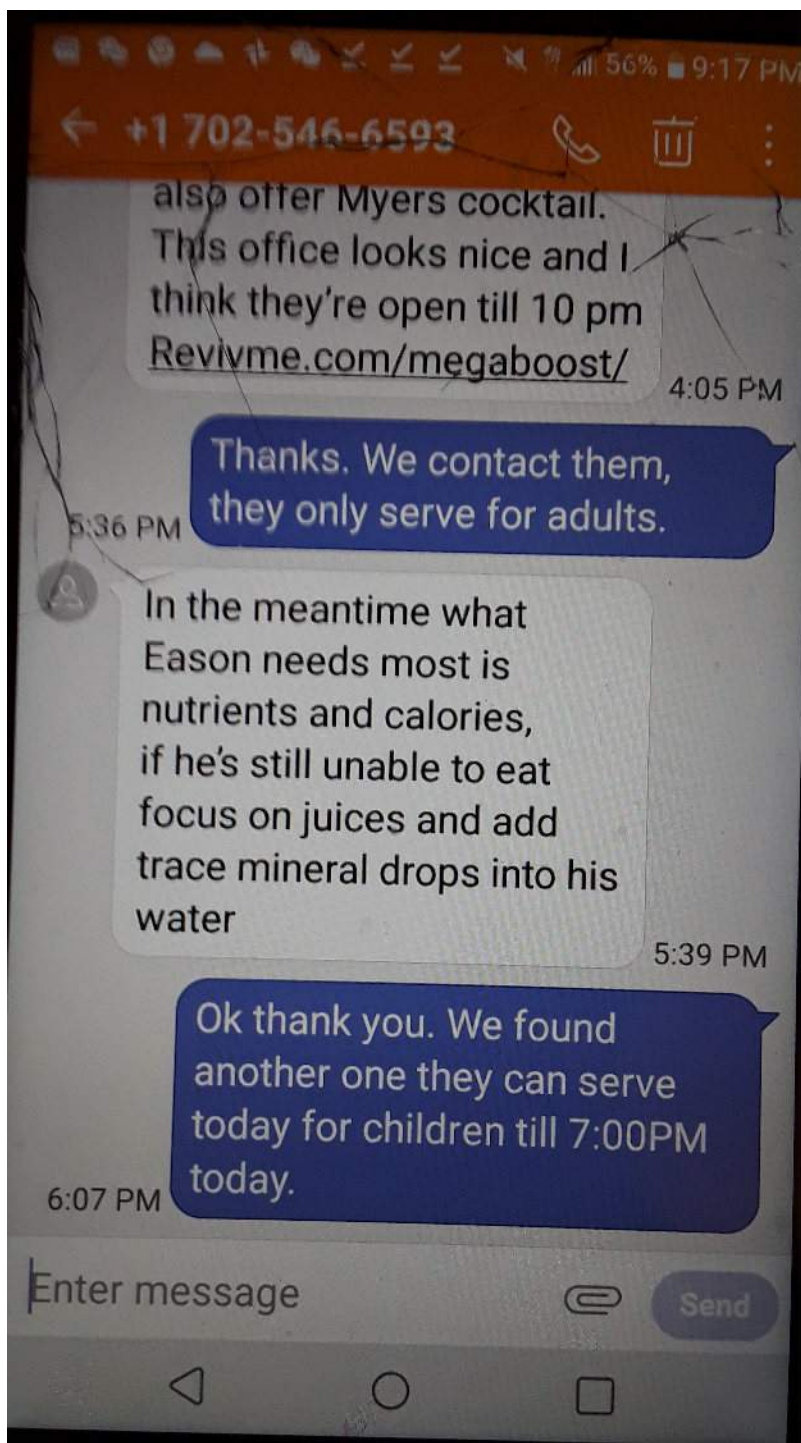 56% 9:17 PM
+1 702-546-6593
also offer Myers cocktail.
This office looks nice and I
think they're open till 10 pm
Revivme.com/megaboost/
4:05 PM
Thanks. We contact them,
they only serve for adults.
5:36 PM
In the meantime what
Eason needs most is
nutrients and calories,
if he's still unable to eat
focus on juices and add
trace mineral drops into his
water
5:39 PM
Ok thank you. We found
another one they can serve
today for children till 7:00PM
today.
6:07 PM
Enter message
Send